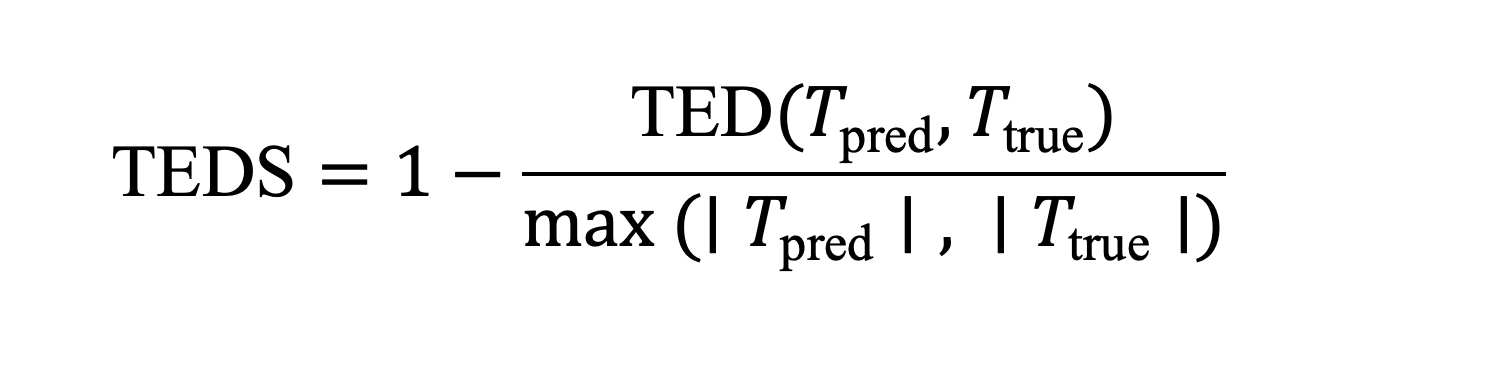 TEDS = 1 − TED(T_pred, T_true) / max (| T_pred | , | T_true |)